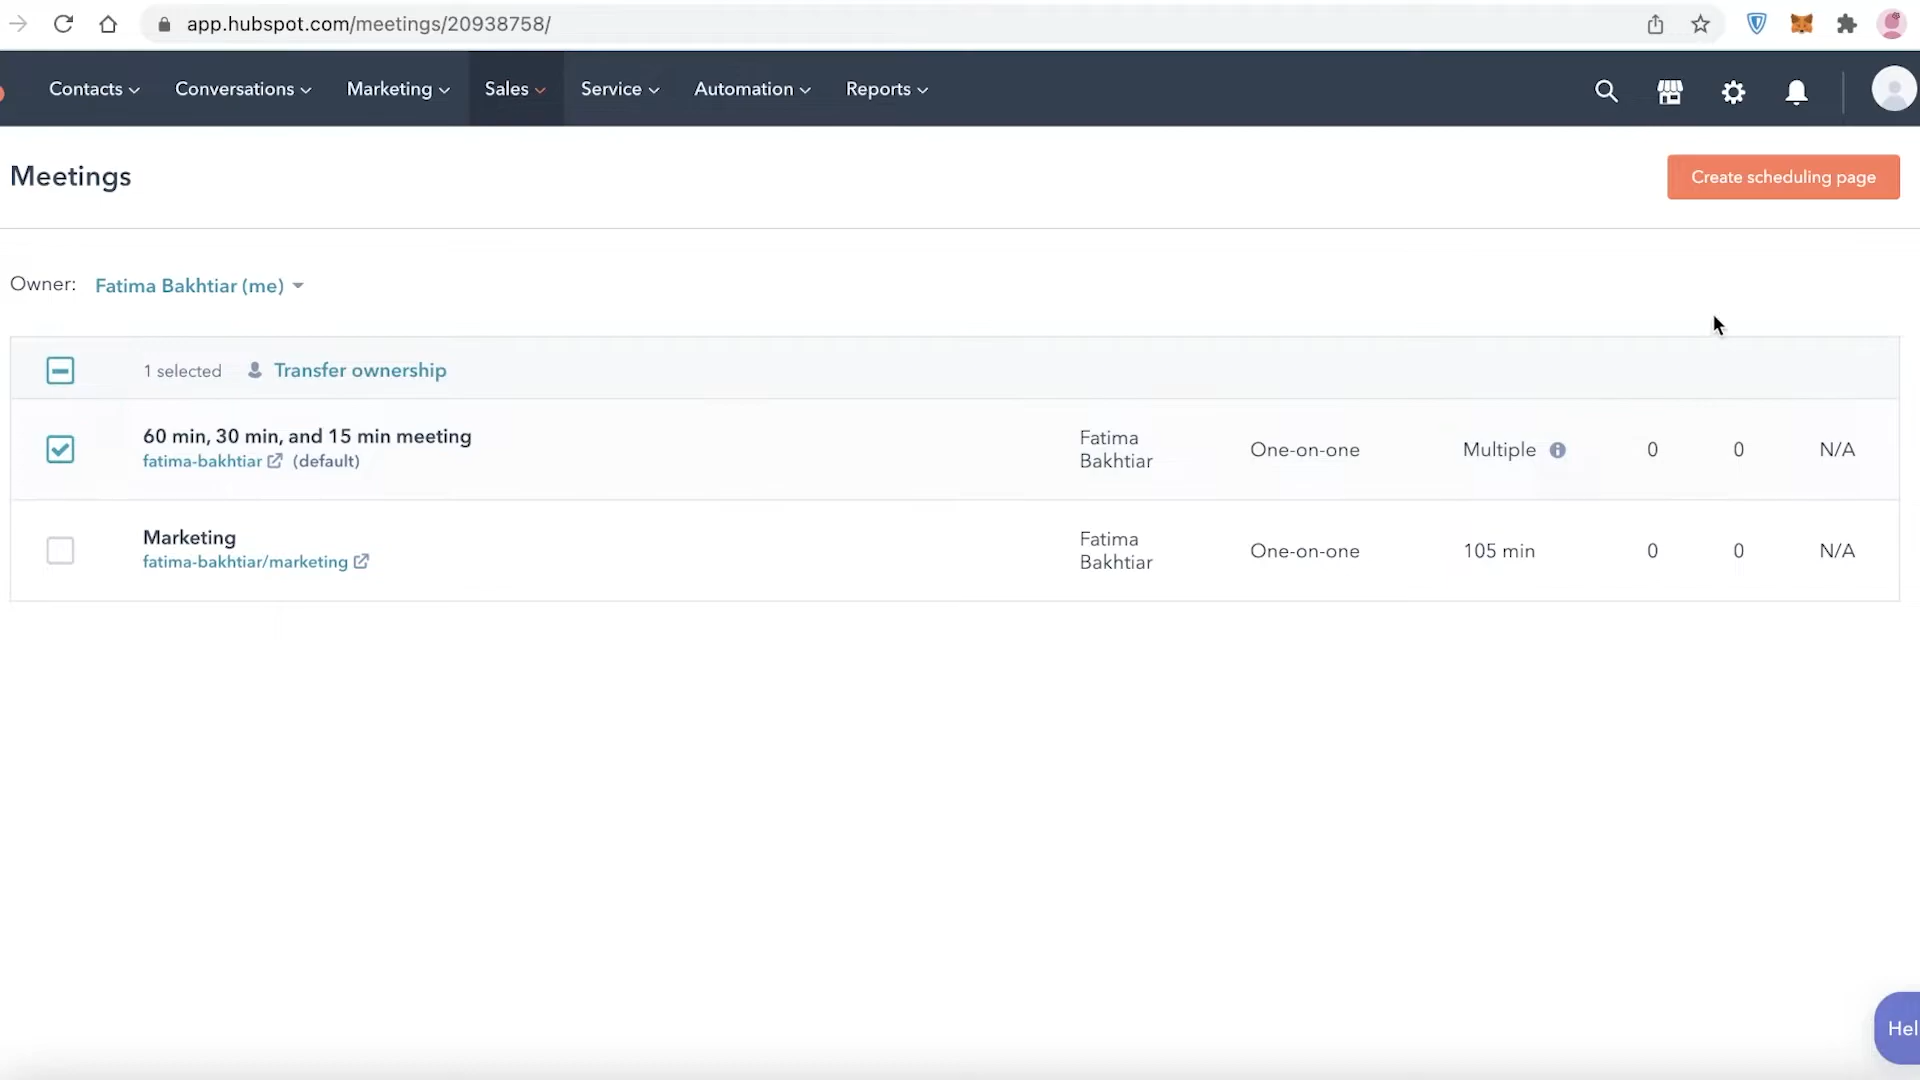 app.hubspot.com/meetings/20938758/
Contacts Conversations Marketing Sales Service Automation Reports
Meetings
Create scheduling page
Owner: Fatima Bakhtiar (me)
1 selected Transfer ownership
60 min, 30 min, and 15 min meeting
fatima-bakhtiar (default)
Fatima
Bakhtiar
One-on-one
Multiple
0
0
N/A
Marketing
fatima-bakhtiar/marketing
Fatima
Bakhtiar
One-on-one
105 min
0
0
N/A